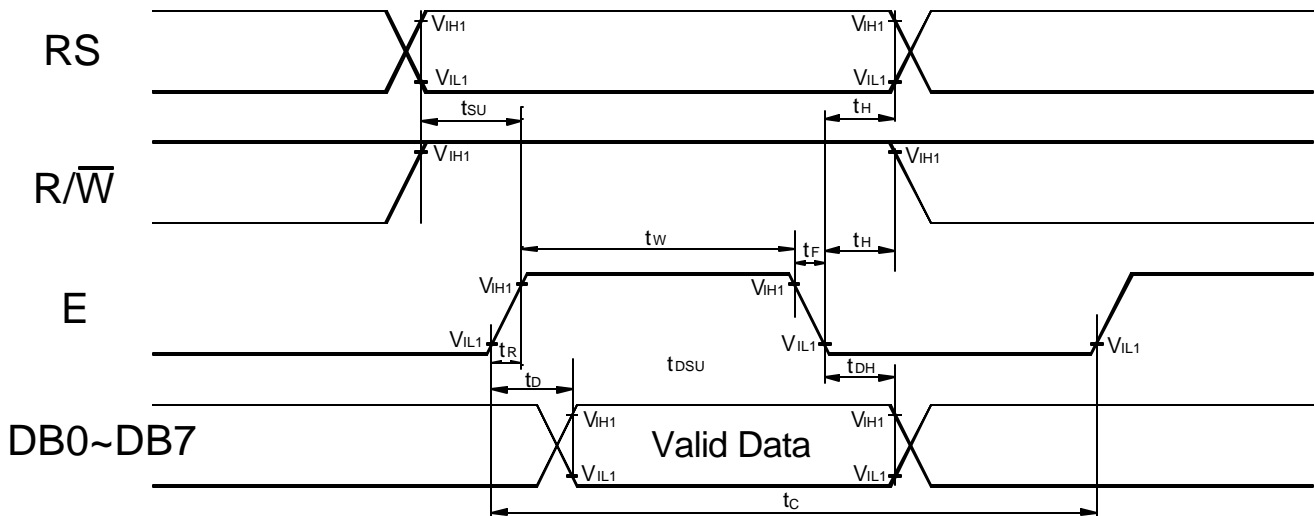 RS
VIH1
VIH1
VIL1
VIL1
tSU
tH
R/W̅
VIH1
VIH1
tW
tF
tH
E
VIH1
VIH1
VIL1
VIL1
VIL1
tR
tDSU
tDH
tD
DB0~DB7
VIH1
Valid Data
VIH1
VIL1
VIL1
tC